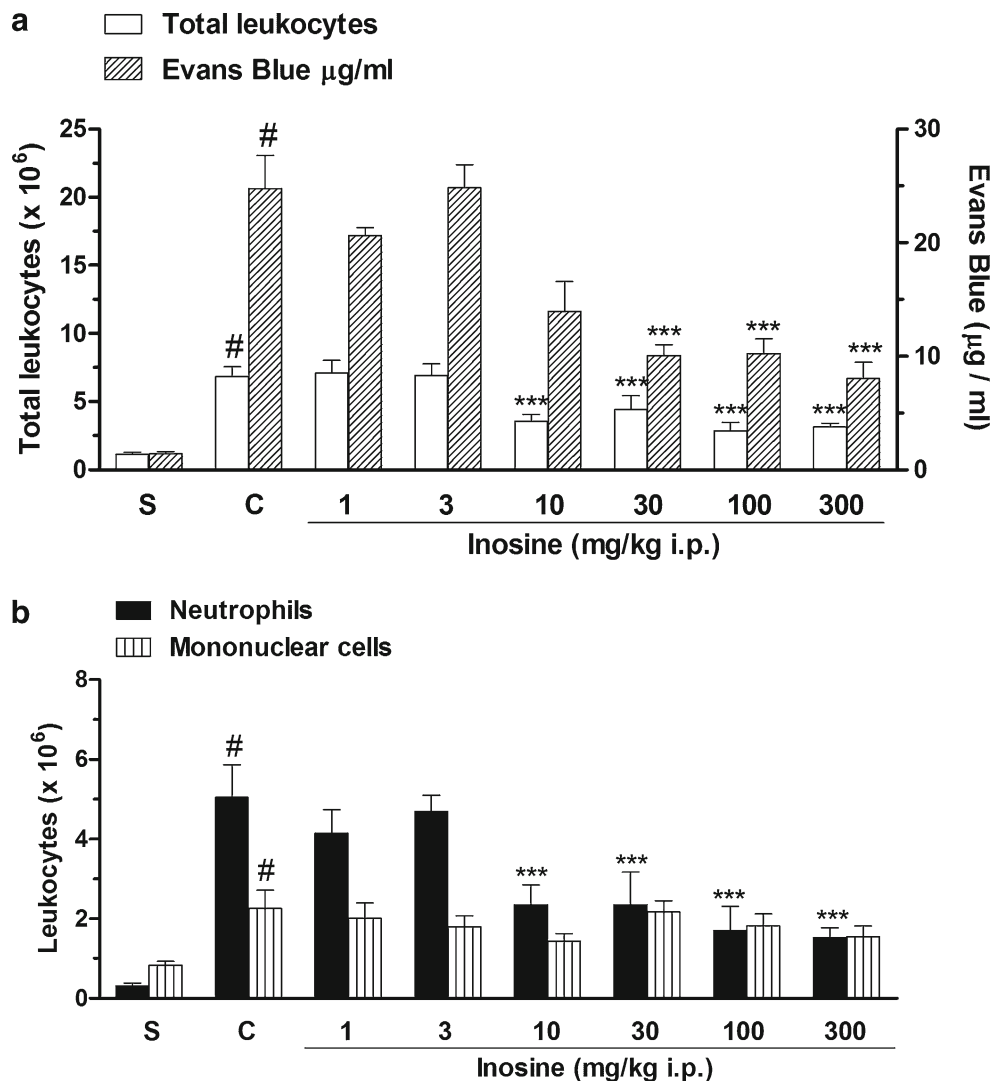 a
Total leukocytes
Evans Blue μg/ml
Total leukocytes (x 10⁶)
25
20
15
10
5
0
Evans Blue (μg / ml)
30
20
10
0
# # *** *** *** *** *** *** ***
S C 1 3 10 30 100 300
Inosine (mg/kg i.p.)
b
Neutrophils
Mononuclear cells
Leukocytes (x 10⁶)
8
6
4
2
0
# # *** *** *** ***
S C 1 3 10 30 100 300
Inosine (mg/kg i.p.)